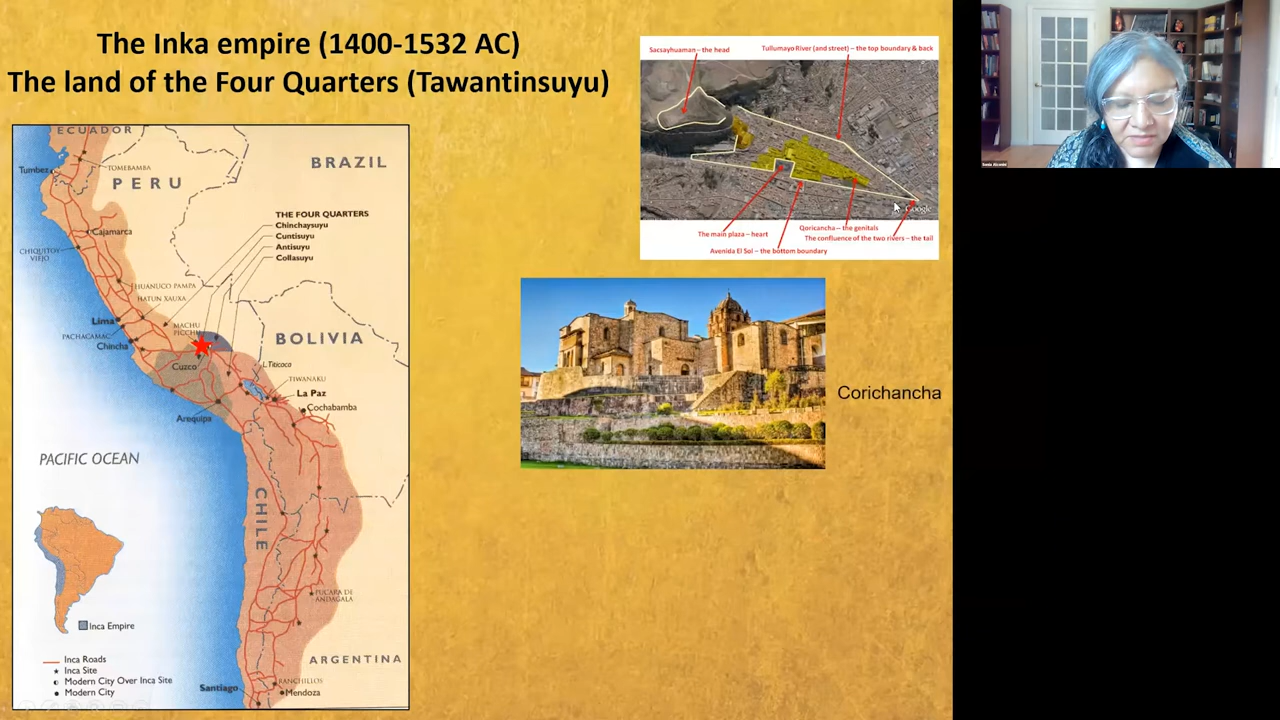 The Inka empire (1400-1532 AC)
The land of the Four Quarters (Tawantinsuyu)
ECUADOR
Tumbez
TOMEBAMBA
PERU
BRAZIL
THE FOUR QUARTERS
Chinchaysuyu
Cuntisuyu
Antisuyu
Collasuyu
Cajamarca
CHIQUITOY
VIEJO
HUANUCO PAMPA
HATUN XAUXA
Lima
MACHU
PICCHU
PACHACAMAC
Chincha
BOLIVIA
Cuzco
L.Titicaca
TIWANAKU
La Paz
Cochabamba
Arequipa
PACIFIC OCEAN
CHILE
PUCARA DE
ANDAGALA
Inca Empire
ARGENTINA
Inca Roads
Inca Site
Modern City Over Inca Site
Modern City
RANCHILLOS
Santiago
Mendoza
Sacsayhuaman – the head
Tullumayo River (and street) – the top boundary & back
Google
The main plaza – heart
Qoricancha – the genitals
The confluence of the two rivers – the tail
Avenida El Sol – the bottom boundary
Corichancha